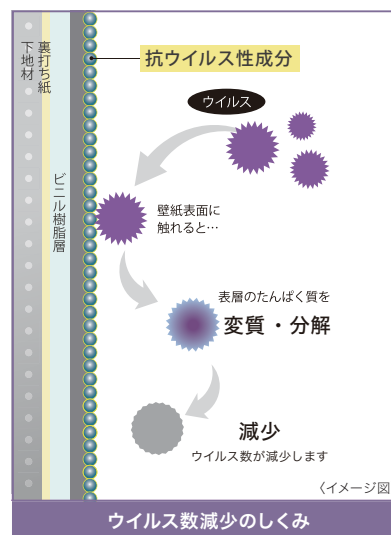 抗ウイルス性成分
下地材
裏打ち紙
ビニル樹脂層
ウイルス
壁紙表面に
触れると…
表層のたんぱく質を
変質・分解
減少
ウイルス数が減少します
〈イメージ図〉
ウイルス数減少のしくみ